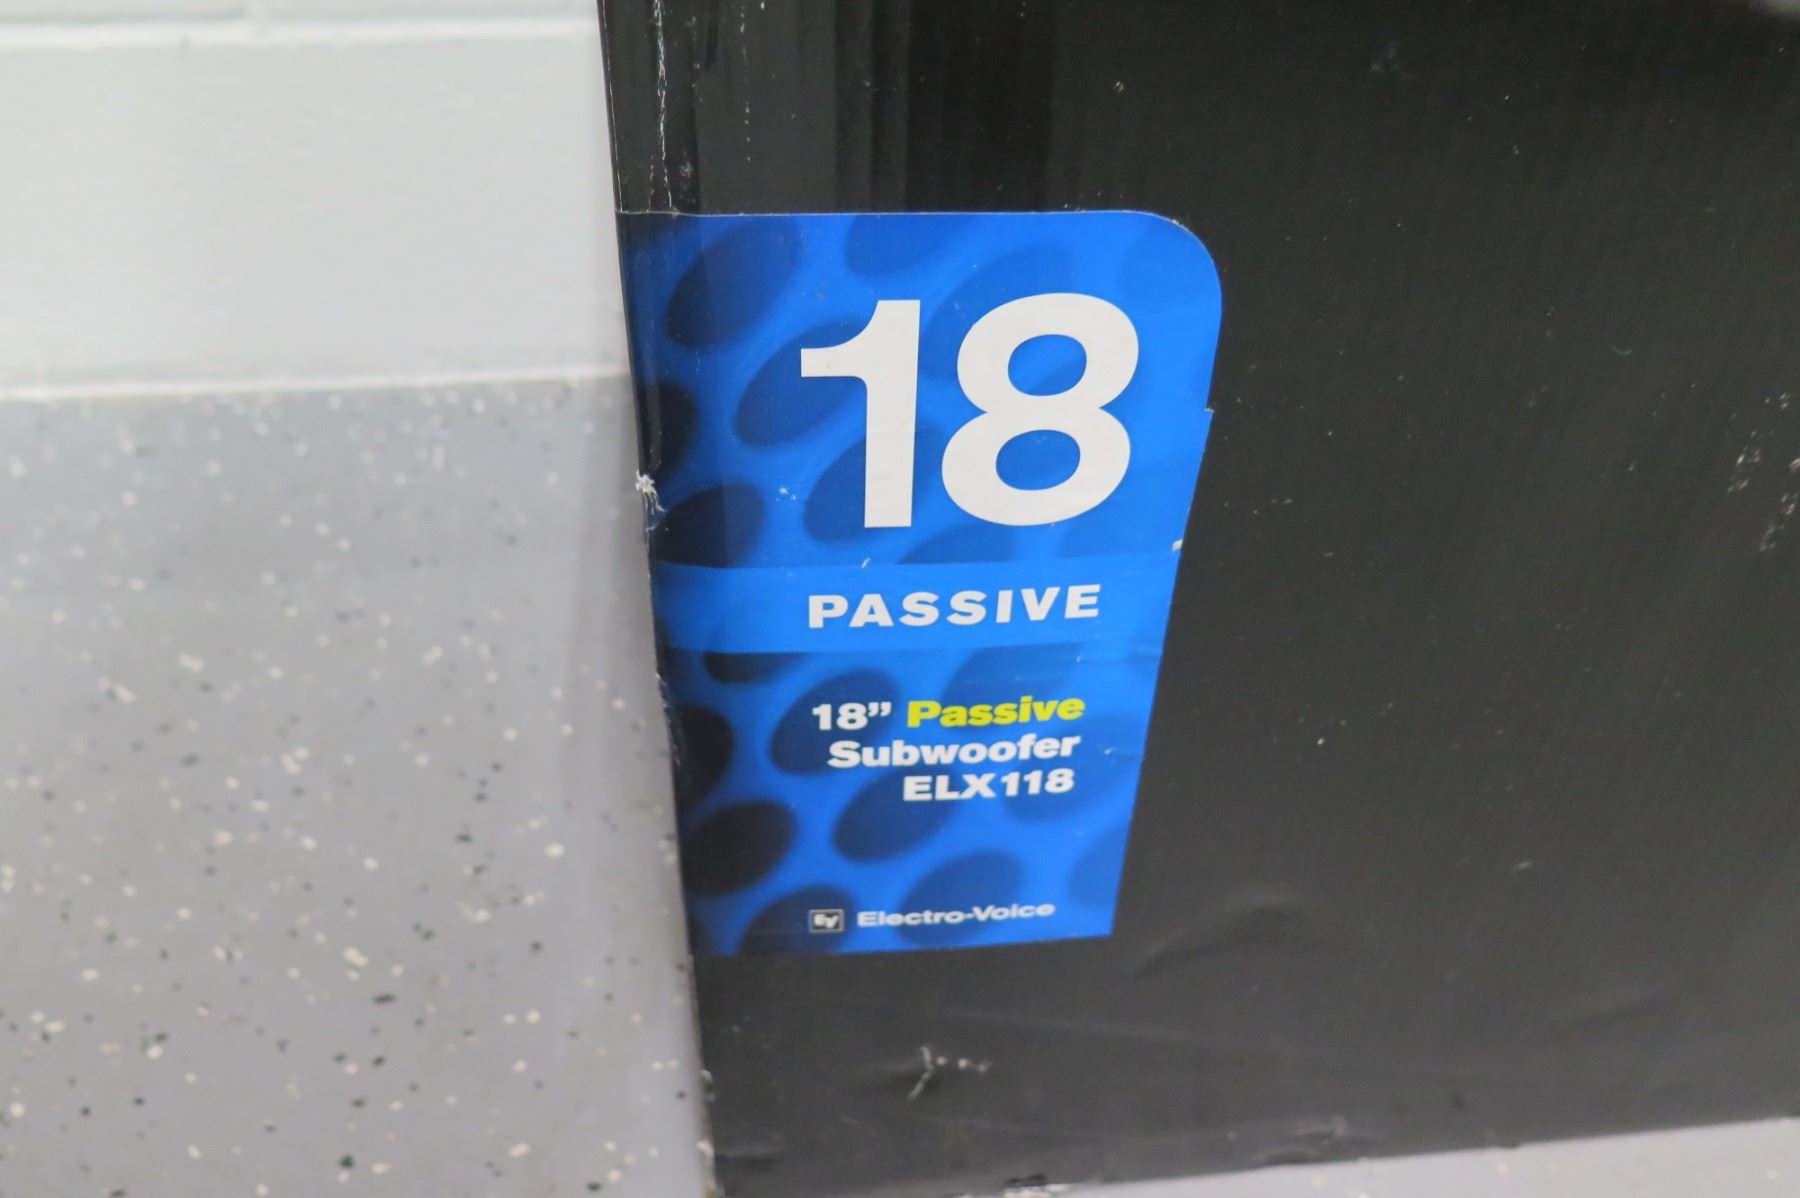 18
PASSIVE
18” Passive
Subwoofer
ELX118
EV Electro-Voice